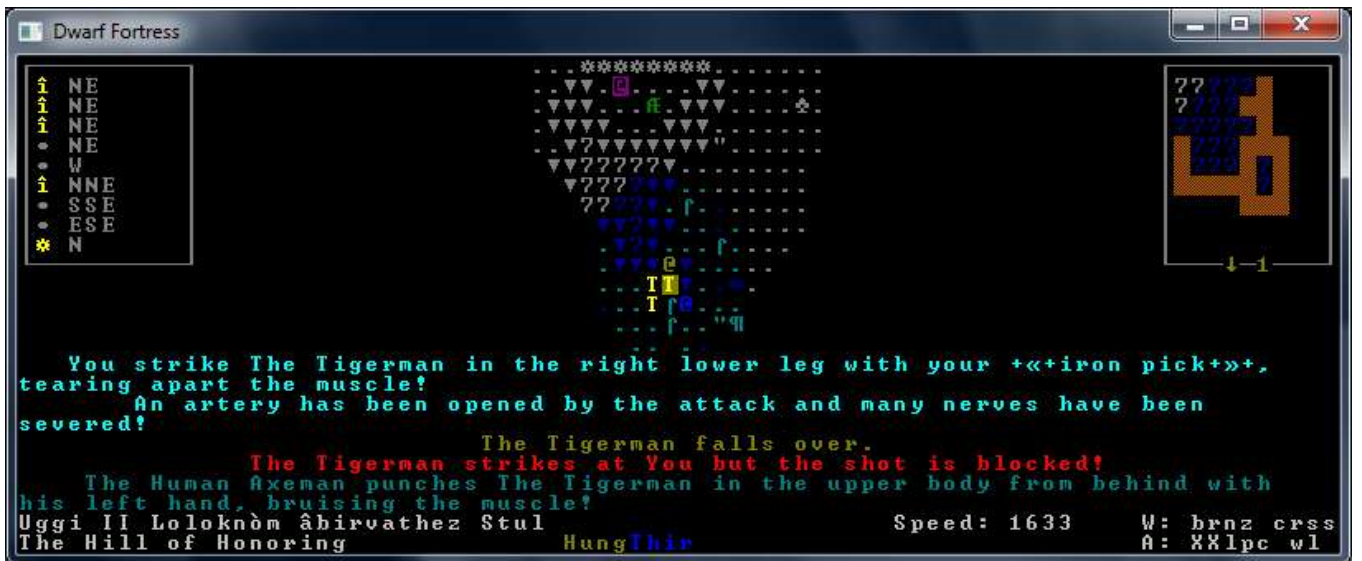 Dwarf Fortress
î NE
î NE
î NE
NE
W
î NNE
SSE
ESE
☼ N
↓—1
You strike The Tigerman in the right lower leg with your +«+iron pick+»+,
tearing apart the muscle!
An artery has been opened by the attack and many nerves have been
severed!
The Tigerman falls over.
The Tigerman strikes at You but the shot is blocked!
The Human Axeman punches The Tigerman in the upper body from behind with
his left hand, bruising the muscle!
Uggi II Loloknòm âbirvathez Stul Speed: 1633 W: brnz crss
The Hill of Honoring HungThir A: XXlpc wl